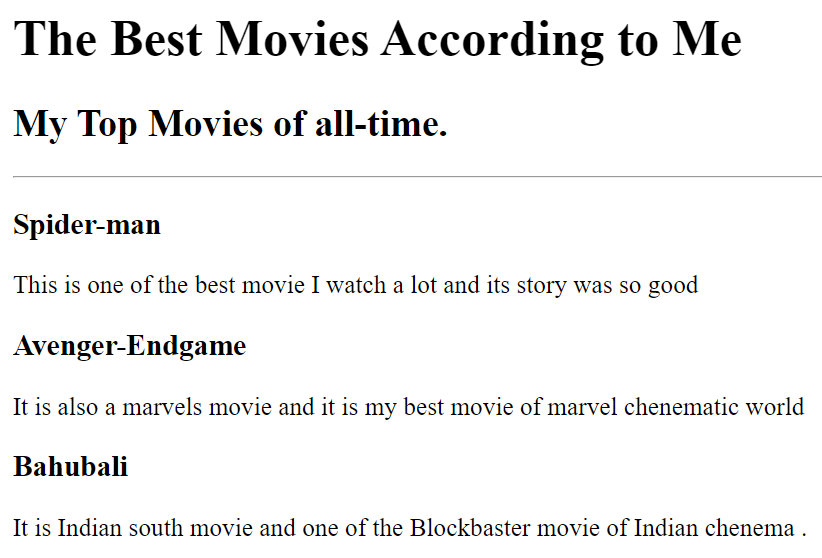 The Best Movies According to Me
My Top Movies of all-time.
Spider-man
This is one of the best movie I watch a lot and its story was so good
Avenger-Endgame
It is also a marvels movie and it is my best movie of marvel chenematic world
Bahubali
It is Indian south movie and one of the Blockbaster movie of Indian chenema .